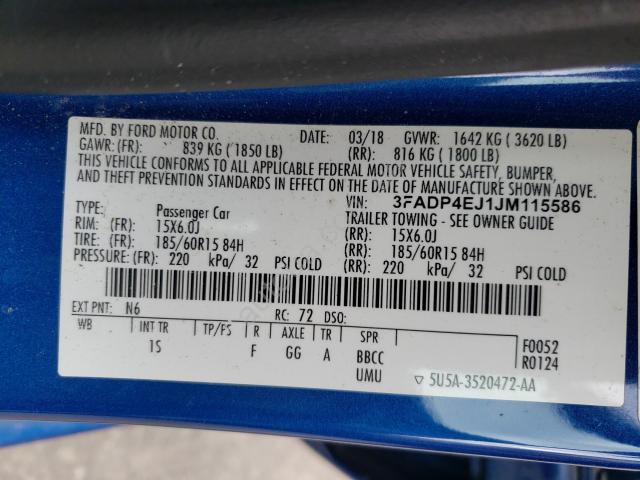 MFD. BY FORD MOTOR CO. DATE: 03/18 GVWR: 1642 KG ( 3620 LB)
GAWR: (FR): 839 KG ( 1850 LB) (RR): 816 KG ( 1800 LB)
THIS VEHICLE CONFORMS TO ALL APPLICABLE FEDERAL MOTOR VEHICLE SAFETY, BUMPER,
AND THEFT PREVENTION STANDARDS IN EFFECT ON THE DATE OF MANUFACTURE SHOWN ABOVE.
VIN: 3FADP4EJ1JM115586
TYPE: Passenger Car TRAILER TOWING - SEE OWNER GUIDE
RIM: (FR) 15X6.0J (RR): 15X6.0J
TIRE: (FR) 185/60R15 84H (RR): 185/60R15 84H
PRESSURE: (FR) 220 kPa/ 32 PSI COLD (RR): 220 kPa/ 32 PSI COLD
EXT PNT: N6 RC: 72 DSO:
WB INT TR TP/FS R AXLE TR SPR F0052
1S F GG A BBCC R0124
UMU ▽ 5U5A-3520472-AA